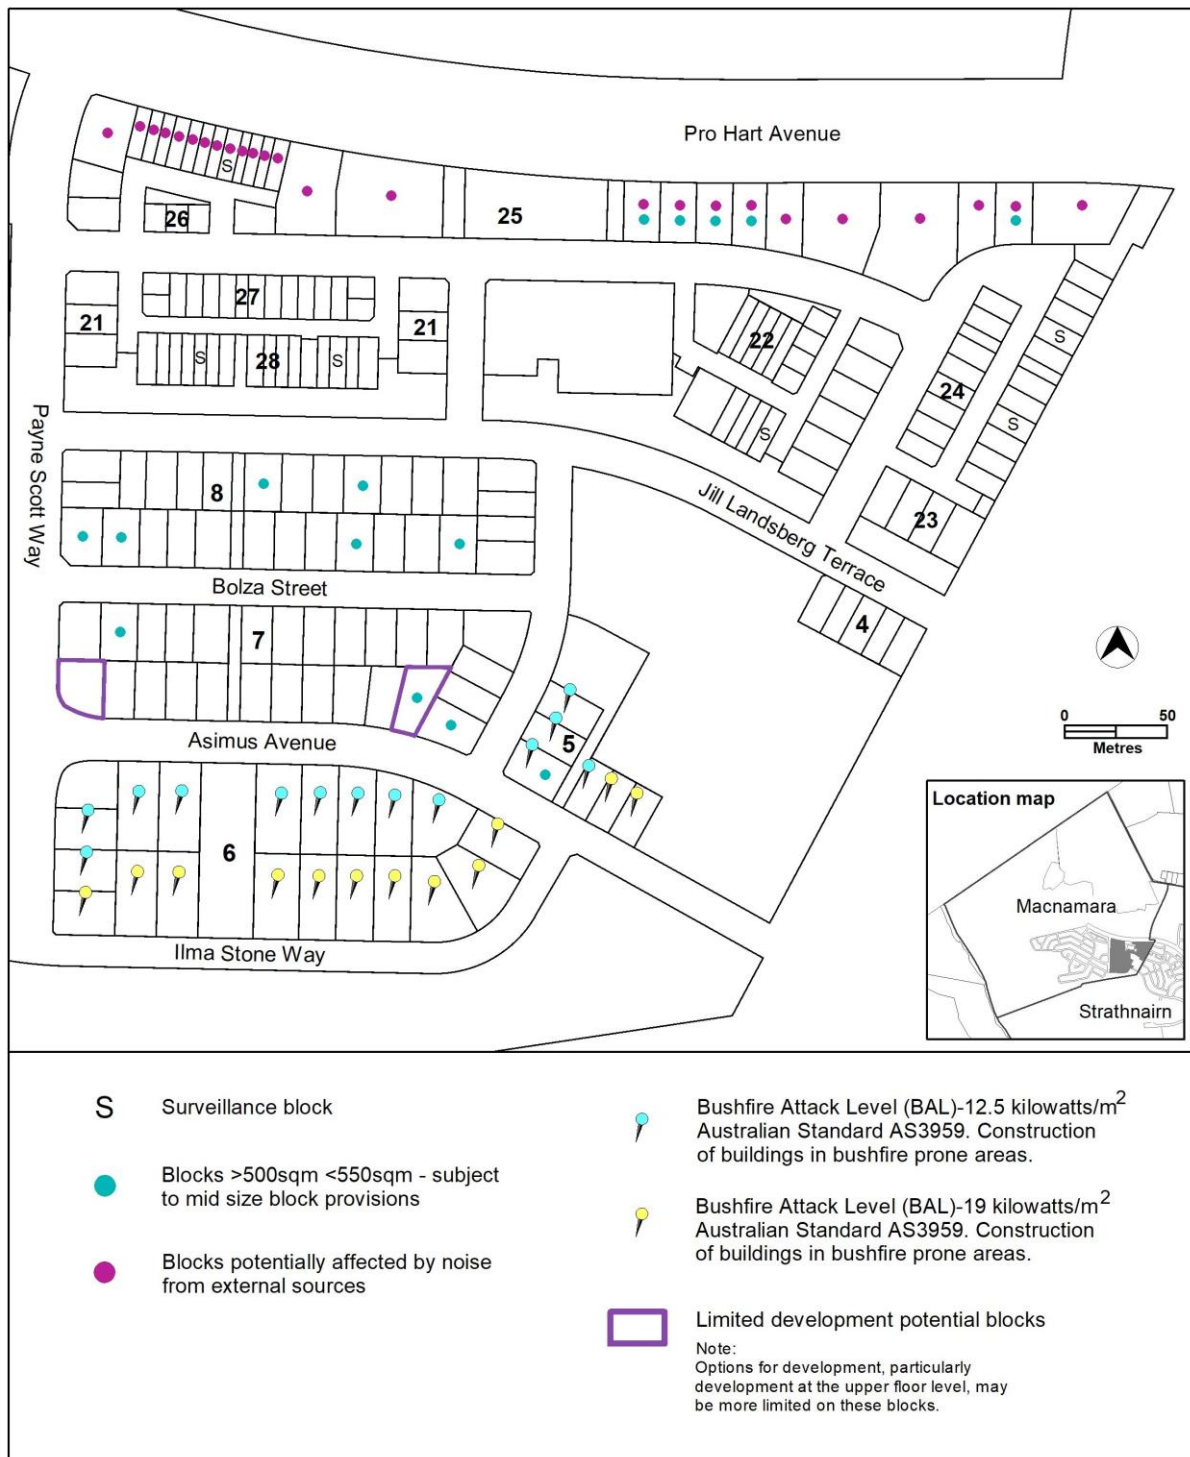 Pro Hart Avenue
S
26
25
27
21
21
28
S
S
22
S
24
S
S
23
Payne Scott Way
8
Jill Landsberg Terrace
Bolza Street
4
7
Asimus Avenue
5
6
Ilma Stone Way
0 50
Metres
Location map
Macnamara
Strathnairn
S Surveillance block
Blocks >500sqm <550sqm - subject
to mid size block provisions
Blocks potentially affected by noise
from external sources
Bushfire Attack Level (BAL)-12.5 kilowatts/m²
Australian Standard AS3959. Construction
of buildings in bushfire prone areas.
Bushfire Attack Level (BAL)-19 kilowatts/m²
Australian Standard AS3959. Construction
of buildings in bushfire prone areas.
Limited development potential blocks
Note:
Options for development, particularly
development at the upper floor level, may
be more limited on these blocks.